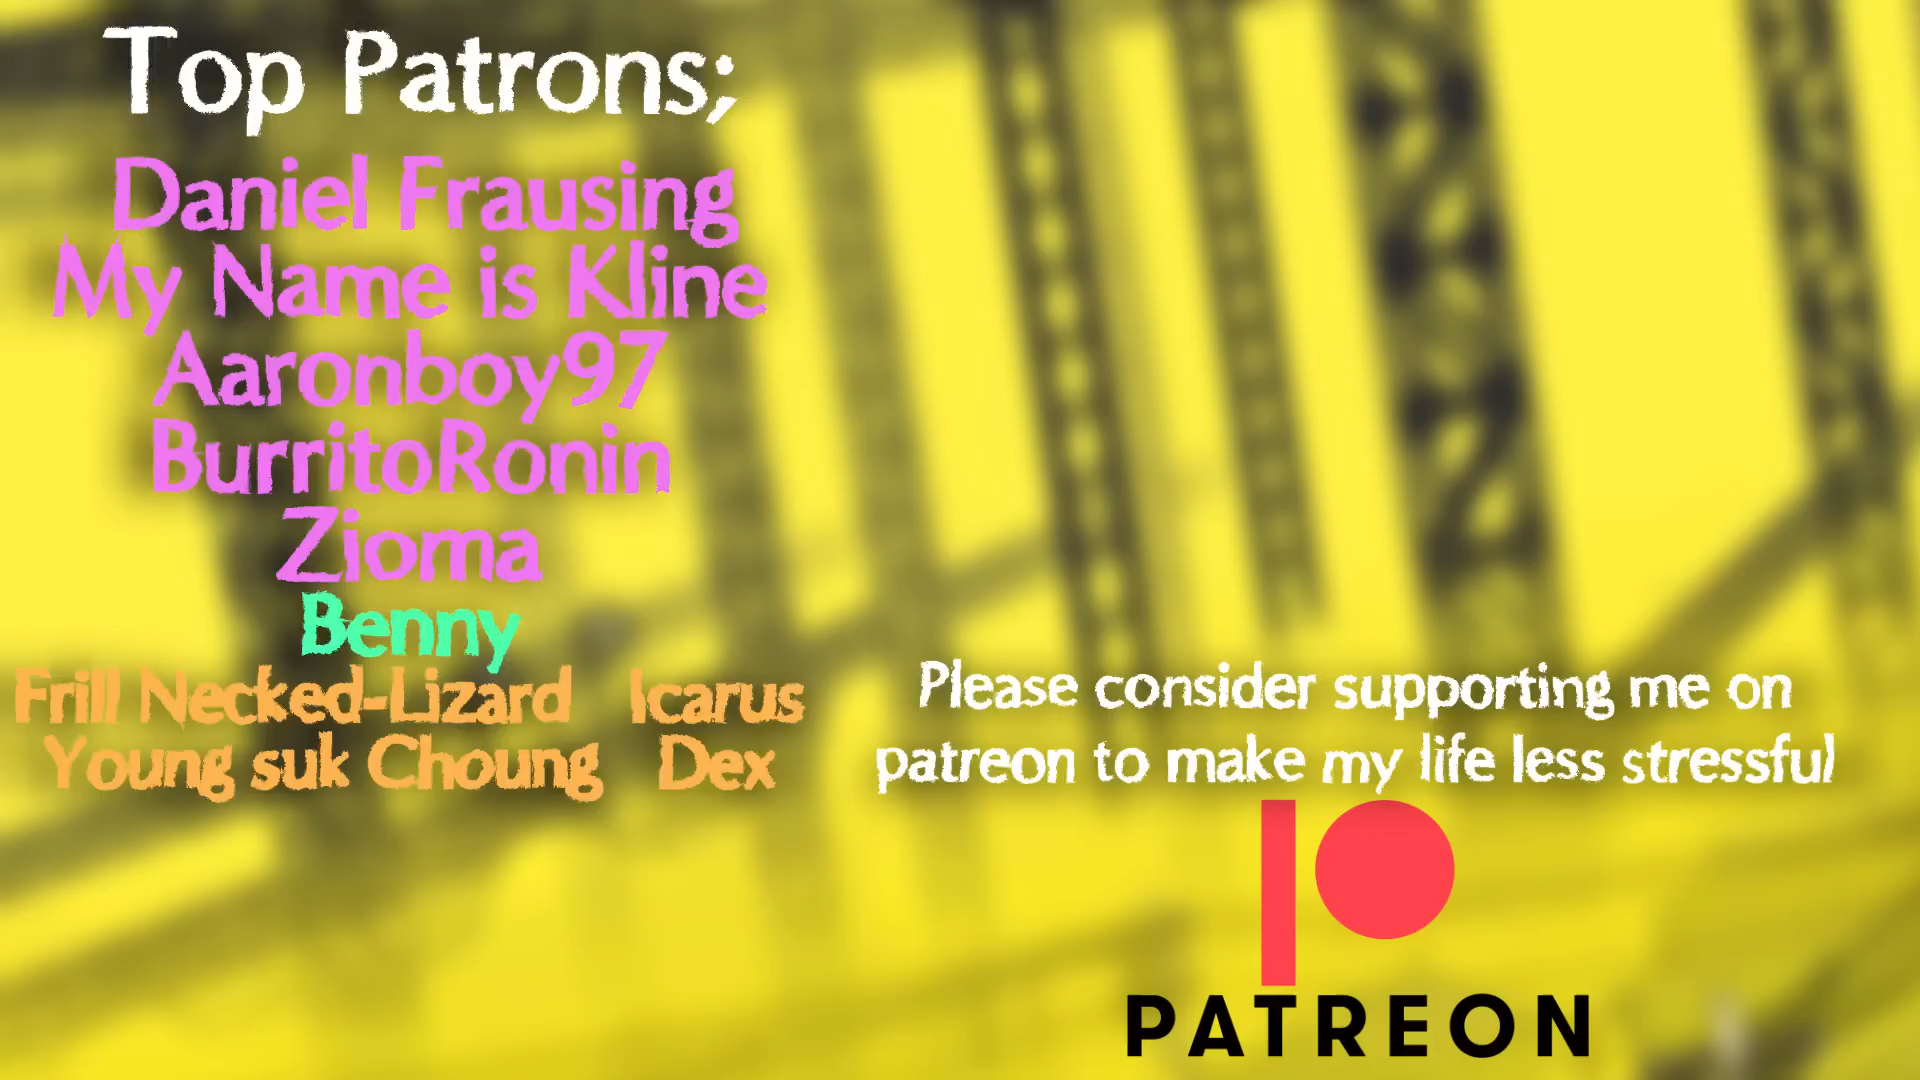 Top Patrons;
Daniel Frausing
My Name is Kline
Aaronboy97
BurritoRonin
Zioma
Benny
Frill Necked-Lizard Icarus
Young suk Choung Dex
Please consider supporting me on
patreon to make my life less stressful
PATREON